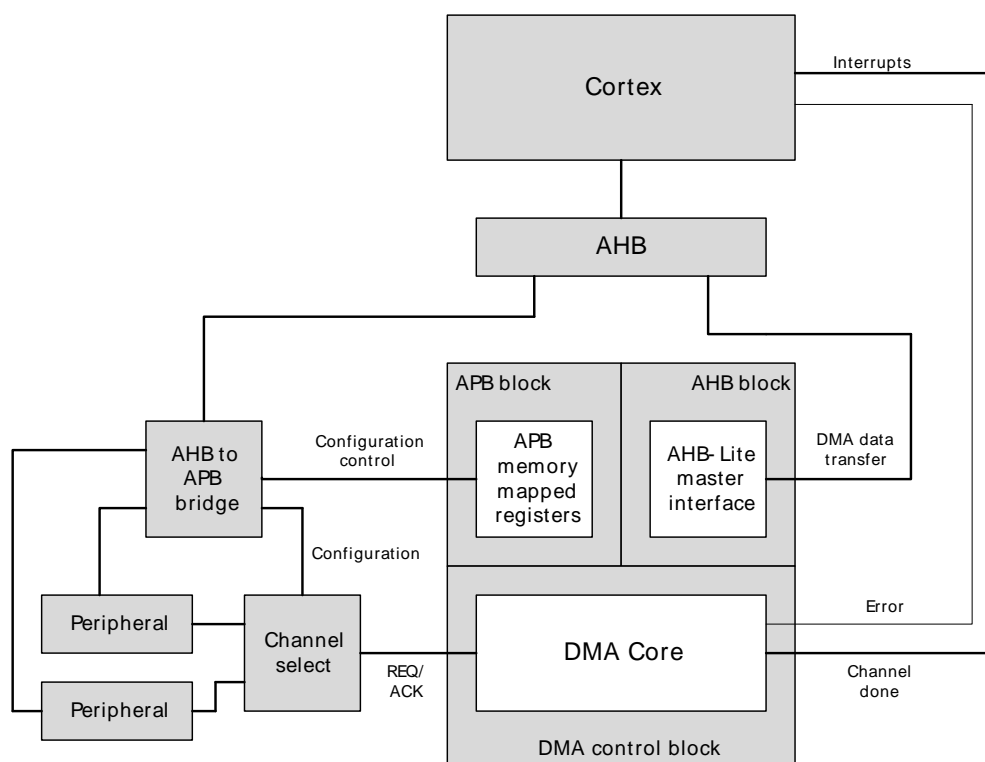 Interrupts
Cortex
AHB
APB block
AHB block
Configuration
control
APB
memory
mapped
registers
AHB-Lite
master
interface
DMA data
transfer
AHB to
APB
bridge
Configuration
Peripheral
Channel
select
Peripheral
REQ/
ACK
DMA Core
Error
Channel
done
DMA control block